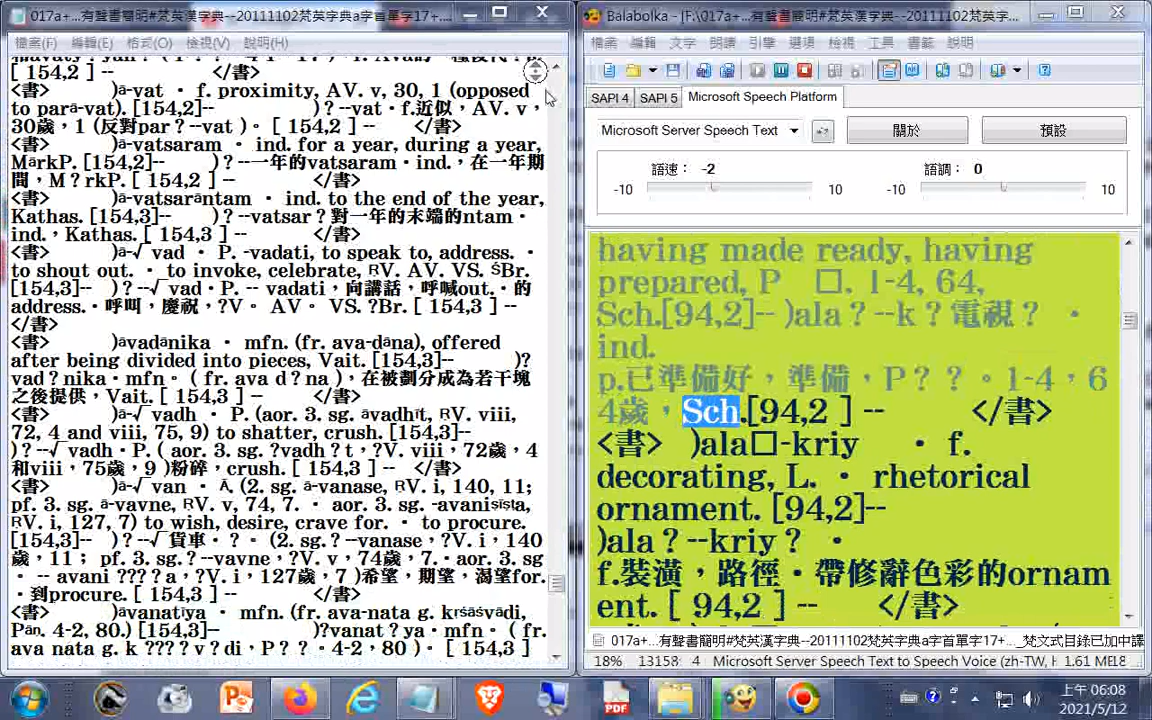 017a+...有聲書簡明#梵英漢字典--20111102梵英字典a字首單字17+...
檔案(F) 編輯(E) 格式(O) 檢視(V) 說明(H)
[ 154,2 ] -- </書>
<書> )ā-vat • f. proximity, AV. v, 30, 1 (opposed
to parā-vat). [154,2]-- )? --vat • f.近似，AV. v，
30歲，1 (反對par ? --vat )。 [ 154,2 ] -- </書>
<書> )ā-vatsaram • ind. for a year, during a year,
MārkP. [154,2]-- )? --一年的vatsaram • ind.，在一年期
間，M ? rkP. [ 154,2 ] -- </書>
<書> )ā-vatsarāntam • ind. to the end of the year,
Kathas. [154,3]-- )? --vatsar ? 對一年的末端的ntam •
ind.，Kathas. [ 154,3 ] -- </書>
<書> )ā-√ vad • P. -vadati, to speak to, address. •
to shout out. • to invoke, celebrate, RV. AV. VS. ŚBr.
[154,3]-- )? --√ vad • P. -- vadati，向講話，呼喊out. • 的
address. • 呼叫，慶祝，?V。 AV。 VS. ?Br. [ 154,3 ] --
</書>
<書> )āvadānika • mfn. (fr. ava-dāna), offered
after being divided into pieces, Vait. [154,3]-- )?
vad ? nika • mfn。 ( fr. ava d ? na )，在被劃分成為若干塊
之後提供，Vait. [ 154,3 ] -- </書>
<書> )ā-√ vadh • P. (aor. 3. sg. āvadhīt, RV. viii,
72, 4 and viii, 75, 9) to shatter, crush. [154,3]--
)? --√ vadh • P. ( aor. 3. sg. ?vadh ? t，?V. viii，72歲，4
和viii，75歲，9 )粉碎，crush. [ 154,3 ] -- </書>
<書> )ā-√ van • Ā. (2. sg. ā-vanase, RV. i, 140, 11;
pf. 3. sg. ā-vavne, RV. v, 74, 7. • aor. 3. sg. -avaniṣīṣṭa,
RV. i, 127, 7) to wish, desire, crave for. • to procure.
[154,3]-- )? --√ 貨車 • ? 。 (2. sg. ? --vanase，?V. i，140
歲，11； pf. 3. sg. ? --vavne，?V. v，74歲，7. • aor. 3. sg
• -- avani ???? a，?V. i，127歲，7 )希望，期望，渴望for.
• 到procure. [ 154,3 ] -- </書>
<書> )āvanatīya • mfn. (fr. ava-nata g. kṛśāśvādi,
Pāṇ. 4-2, 80.) [154,3]-- )?vanat ? ya • mfn • ( fr.
ava nata g. k ???? v ? di，P ? ? 。 4-2，80 )。 [ 154,3 ]
Balabolka - [F:\017a+...有聲書簡明#梵英漢字典--20111102梵英字...
檔案 編輯 文字 朗讀 引擎 選項 檢視 工具 書籤 說明
SAPI 4 SAPI 5 Microsoft Speech Platform
Microsoft Server Speech Text 關於 預設
語速： -2 語調： 0
-10 10 -10 10
having made ready, having
prepared, P □. 1-4, 64,
Sch.[94,2]-- )ala ? --k ? 電視 ? •
ind.
p.已準備好，準備，P ? ? 。1-4，6
4歲，Sch.[94,2 ] -- </書>
<書> )ala□-kriy • f.
decorating, L. • rhetorical
ornament. [94,2]--
)ala ? --kriy ? •
f.裝潢，路徑 • 帶修辭色彩的ornam
ent. [ 94,2 ] -- </書>
017a+...有聲書簡明#梵英漢字典--20111102梵英字典a字首單字17+..._梵文式目錄已加中譯
18% 13158 4 Microsoft Server Speech Text to Speech Voice (zh-TW, H 1.61 MEL8
上午 06:08
2021/5/12